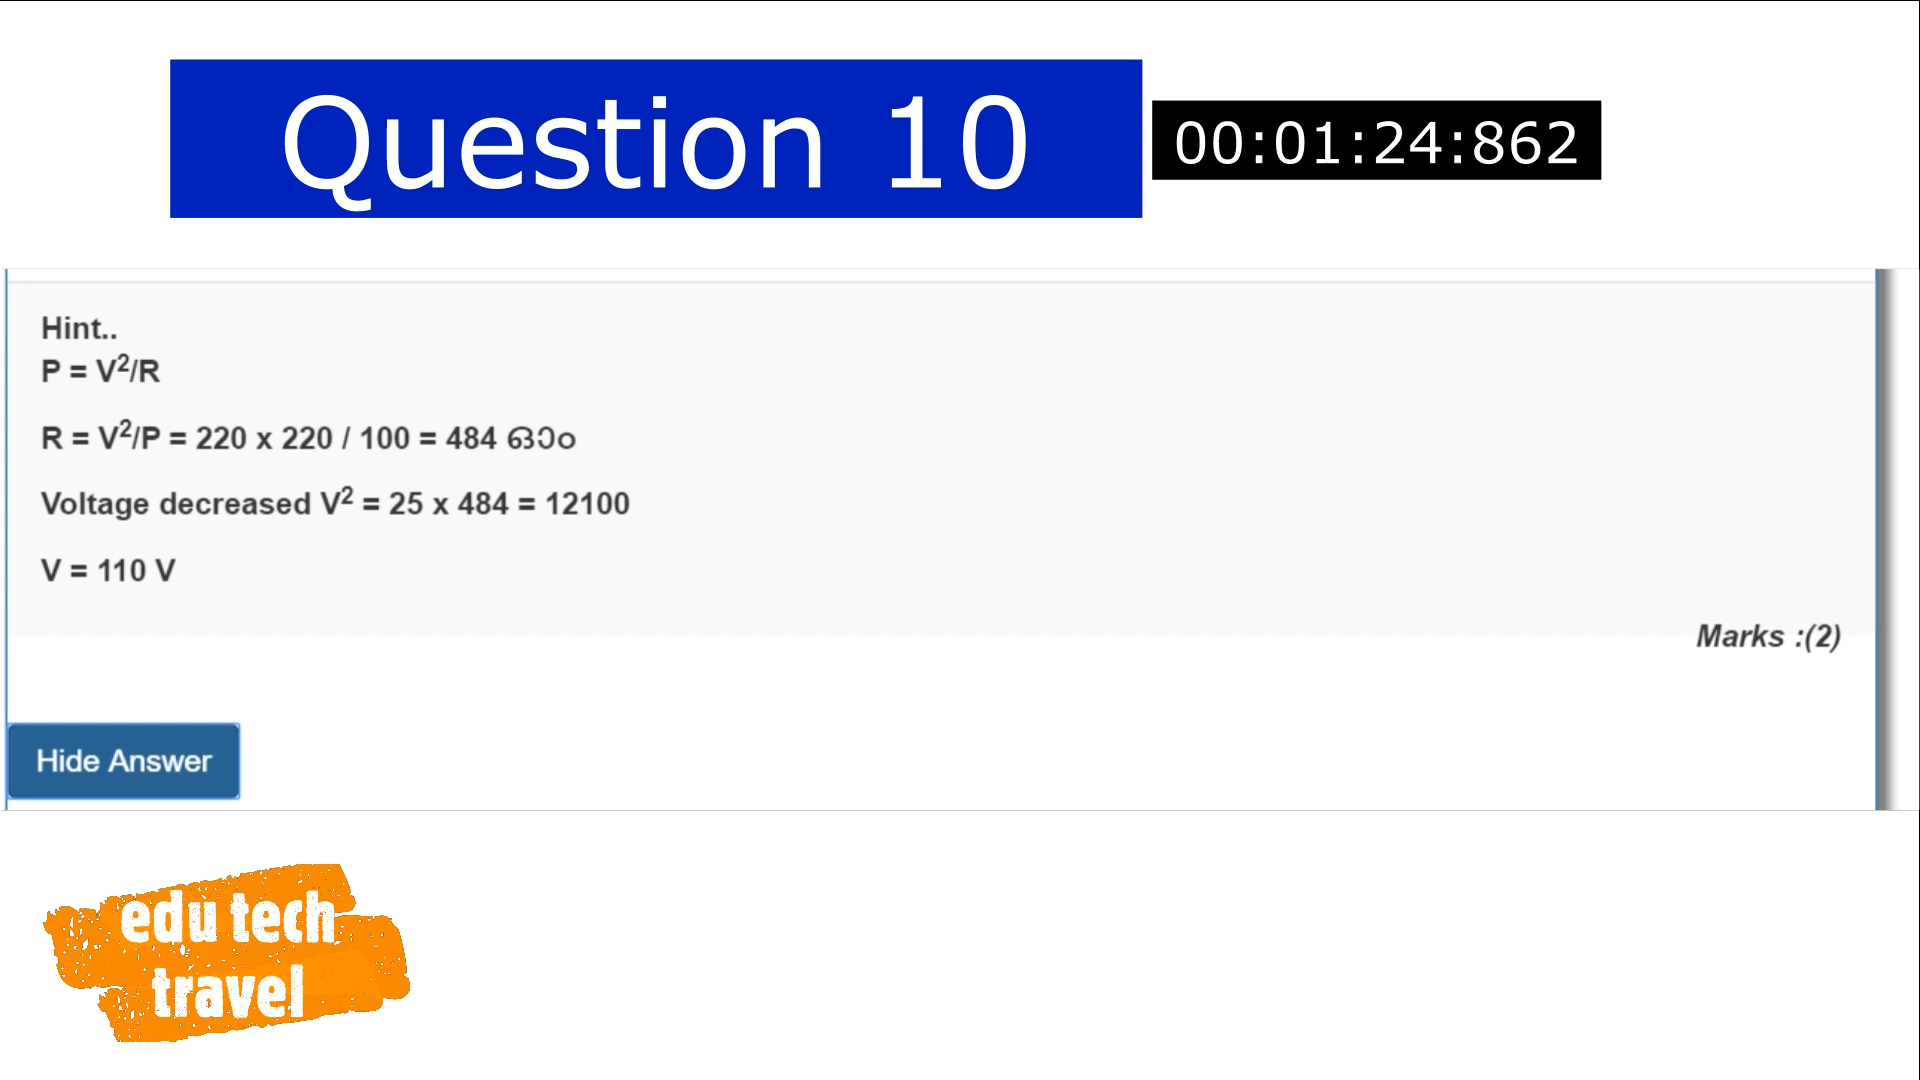 Question 10
00:01:24:862
Hint..
P = V²/R
R = V²/P = 220 x 220 / 100 = 484 ഓം
Voltage decreased V² = 25 x 484 = 12100
V = 110 V
Marks :(2)
Hide Answer
edu tech
travel